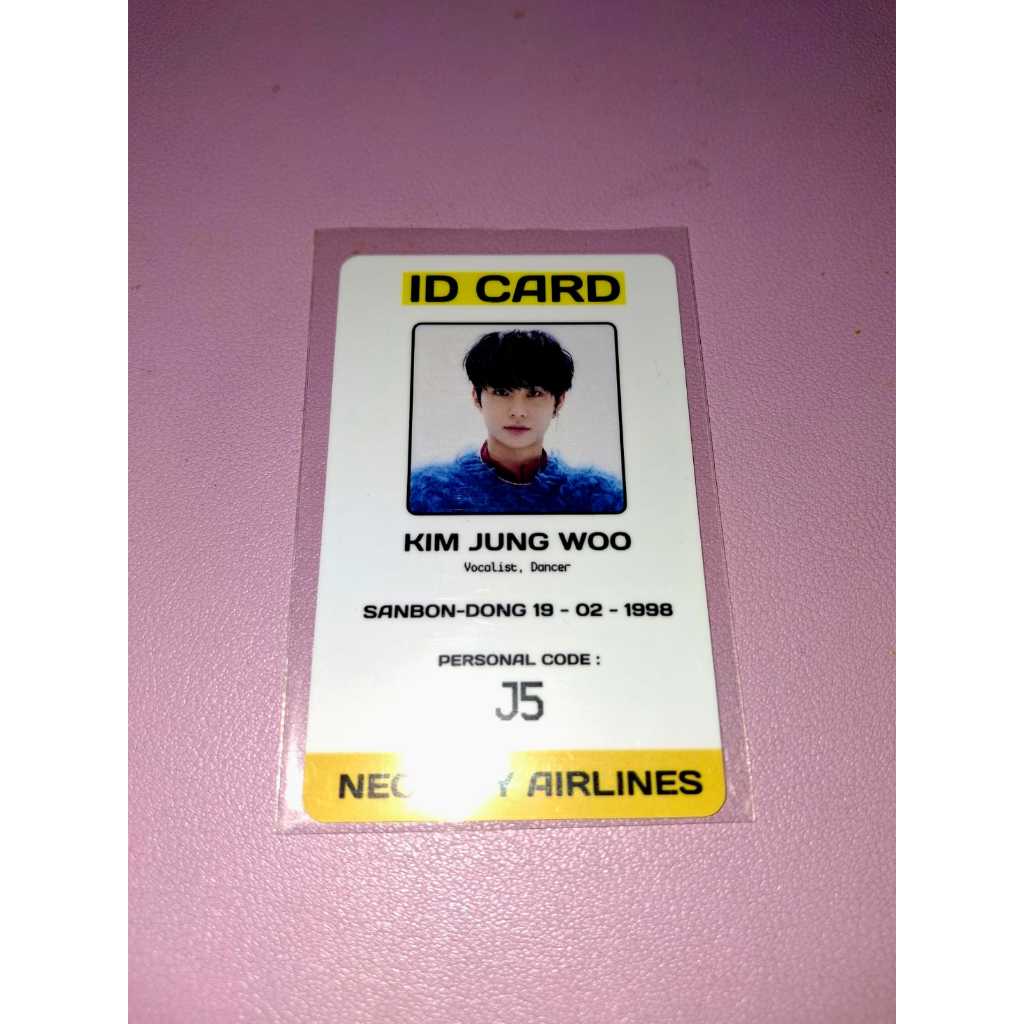 ID CARD
KIM JUNG WOO
Vocalist, Dancer
SANBON-DONG 19 - 02 - 1998
PERSONAL CODE :
J5
AIRLINES